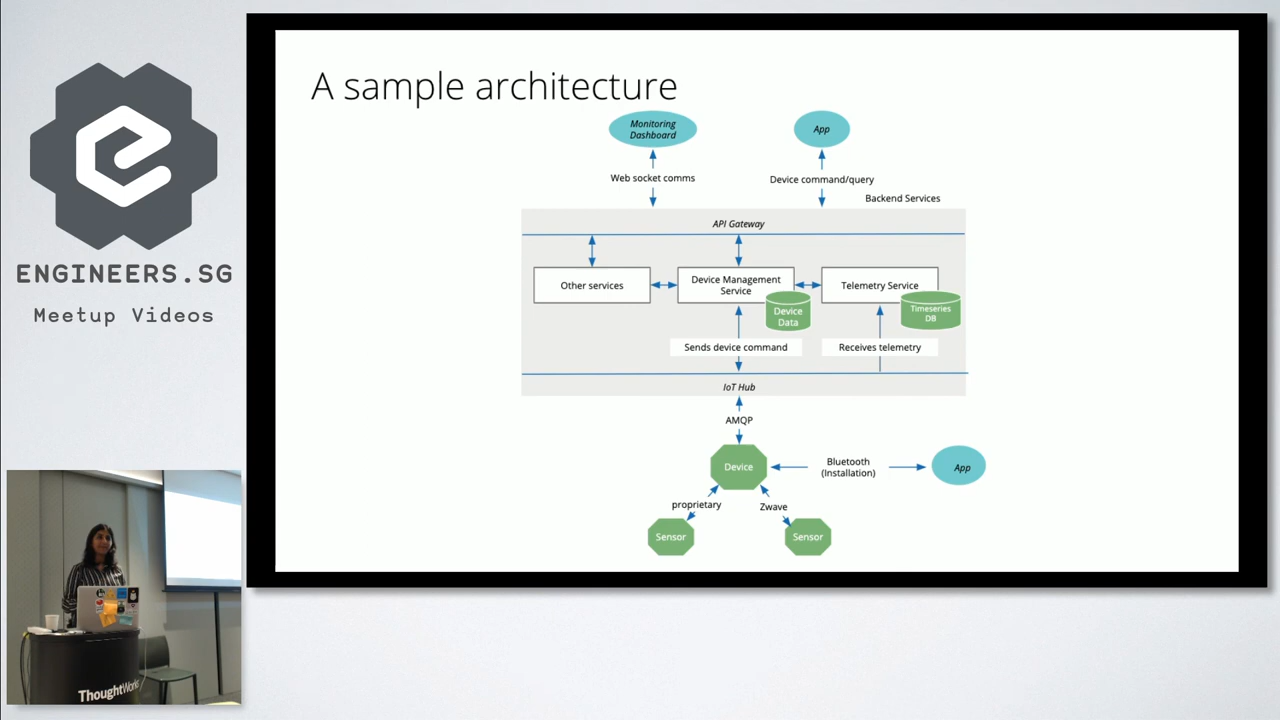 ENGINEERS.SG
Meetup Videos
A sample architecture
Monitoring
Dashboard
App
Web socket comms
Device command/query
Backend Services
API Gateway
Other services
Device Management
Service
Telemetry Service
Device
Data
Timeseries
DB
Sends device command
Receives telemetry
IoT Hub
AMQP
Device
Bluetooth
(Installation)
App
proprietary
Zwave
Sensor
Sensor
ThoughtWorks